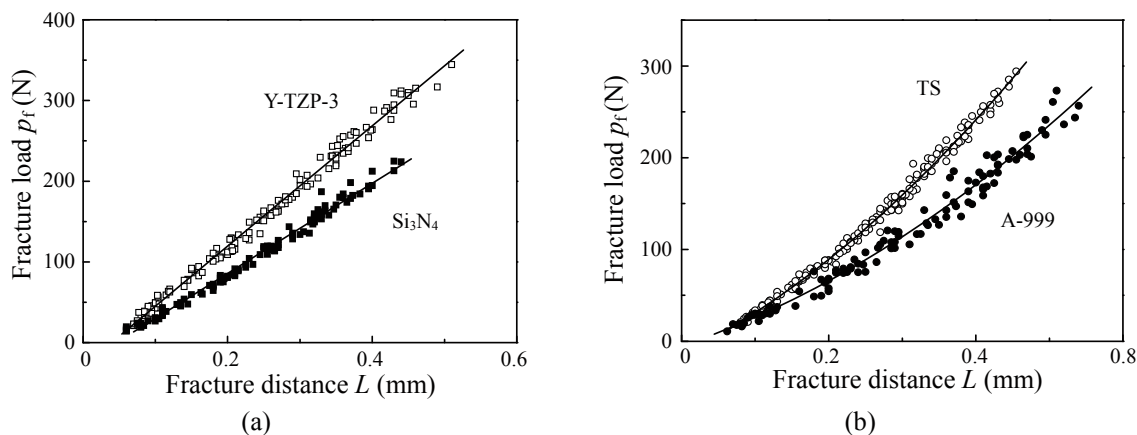 400
300
200
100
0
0
0.2
0.4
0.6
Y-TZP-3
Si₃N₄
Fracture load pf (N)
Fracture distance L (mm)
(a)
300
200
100
0
0
0.2
0.4
0.8
TS
A-999
Fracture load pf (N)
Fracture distance L (mm)
(b)